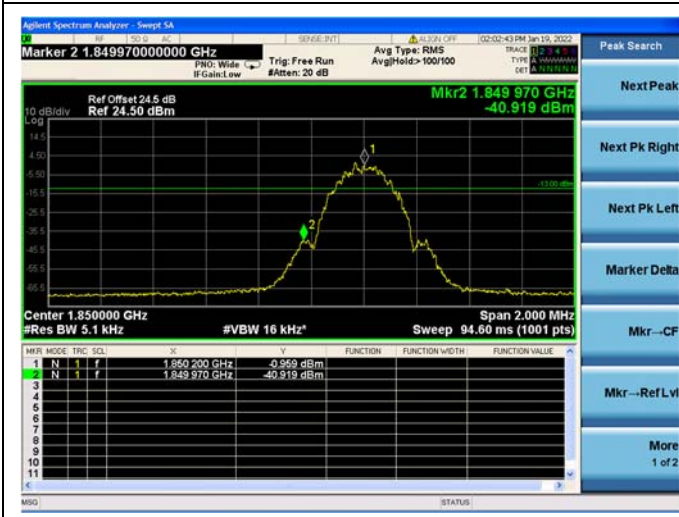 Agilent Spectrum Analyzer - Swept SA
RF 50 Ω AC SENSE:INT ALIGN OFF 02:02:43 PM Jan 19, 2022
Marker 2 1.849970000000 GHz
PNO: Wide Trig: Free Run Avg Type: RMS TRACE 1 2 3 4 5 6
IFGain:Low #Atten: 20 dB Avg|Hold:>100/100 TYPE A
DET A N N N N N
Peak Search
Next Peak
Next Pk Right
Next Pk Left
Marker Delta
Mkr→CF
Mkr→RefLvl
More
1 of 2
Mkr2 1.849 970 GHz
-40.919 dBm
Ref Offset 24.5 dB
10 dB/div Ref 24.50 dBm
Log
14.5
4.50
-5.50
-15.5
-25.5
-35.5
-45.5
-55.5
-65.5
1
2
-13.00 dBm
Center 1.850000 GHz Span 2.000 MHz
#Res BW 5.1 kHz #VBW 16 kHz* Sweep 94.60 ms (1001 pts)
MKR MODE TRC SCL X Y FUNCTION FUNCTION WIDTH FUNCTION VALUE
1 N 1 f 1.850 200 GHz -0.959 dBm
2 N 1 f 1.849 970 GHz -40.919 dBm
3
4
5
6
7
8
9
10
11
MSG STATUS